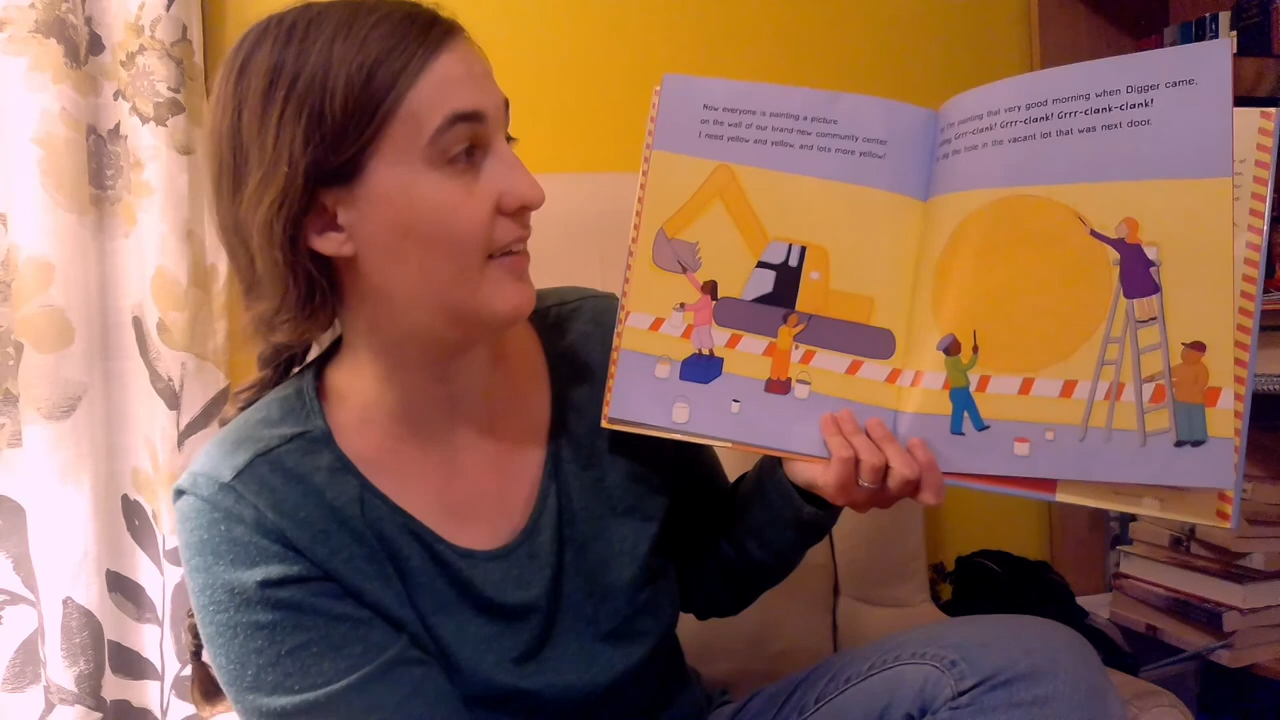 Now everyone is painting a picture
on the wall of our brand-new community center.
I need yellow and yellow, and lots more yellow!
I'm painting that very good morning when Digger came,
Grrr-clank! Grrr-clank! Grrr-clank-clank!
dig the hole in the vacant lot that was next door.